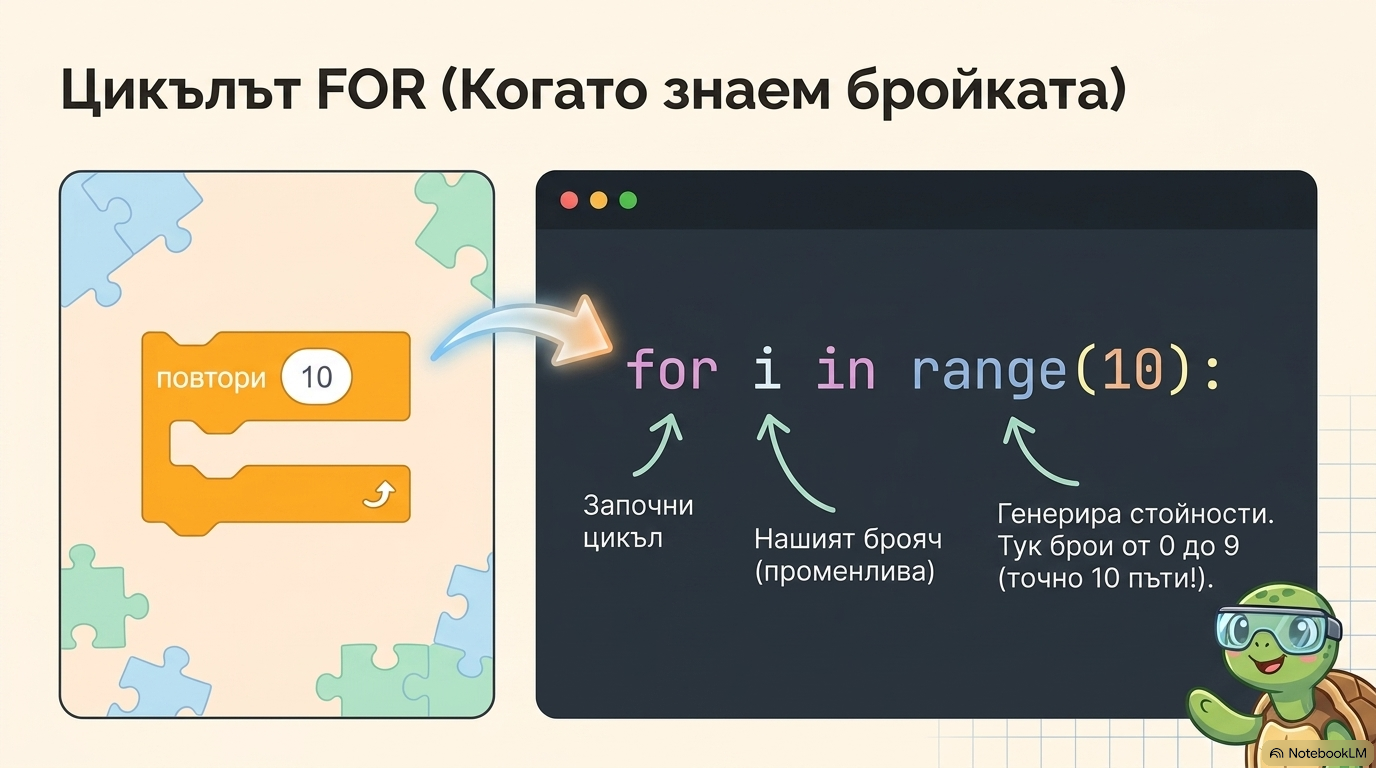 Цикълът FOR (Когато знаем бройката)
повтори 10
for i in range(10):
Започни
цикъл
Нашият брояч
(променлива)
Генерира стойности.
Тук брои от 0 до 9
(точно 10 пъти!).
NotebookLM